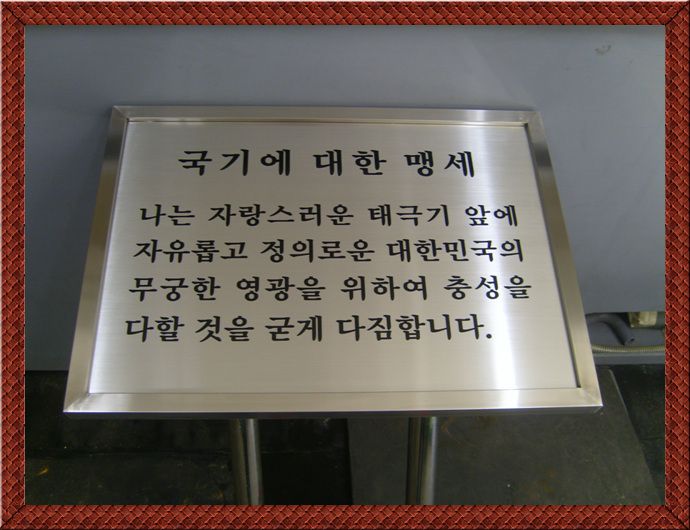 국기에 대한 맹세
나는 자랑스러운 태극기 앞에
자유롭고 정의로운 대한민국의
무궁한 영광을 위하여 충성을
다할 것을 굳게 다짐합니다.